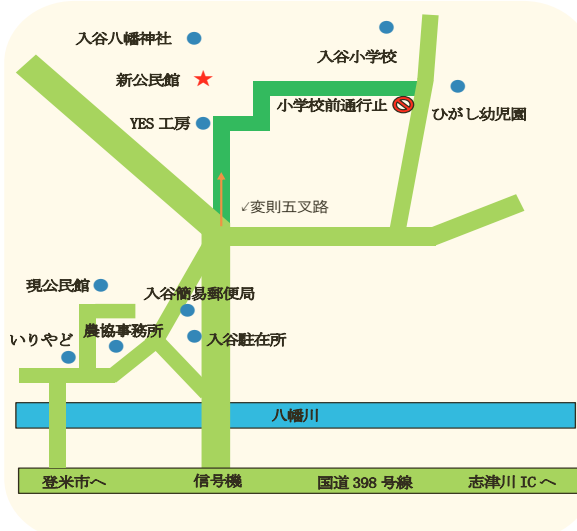 入谷八幡神社
入谷小学校
新公民館
小学校前通行止
ひがし幼児園
YES 工房
✓変則五叉路
現公民館
入谷簡易郵便局
農協事務所
いりやど
入谷駐在所
八幡川
登米市へ
信号機
国道 398 号線
志津川 IC へ